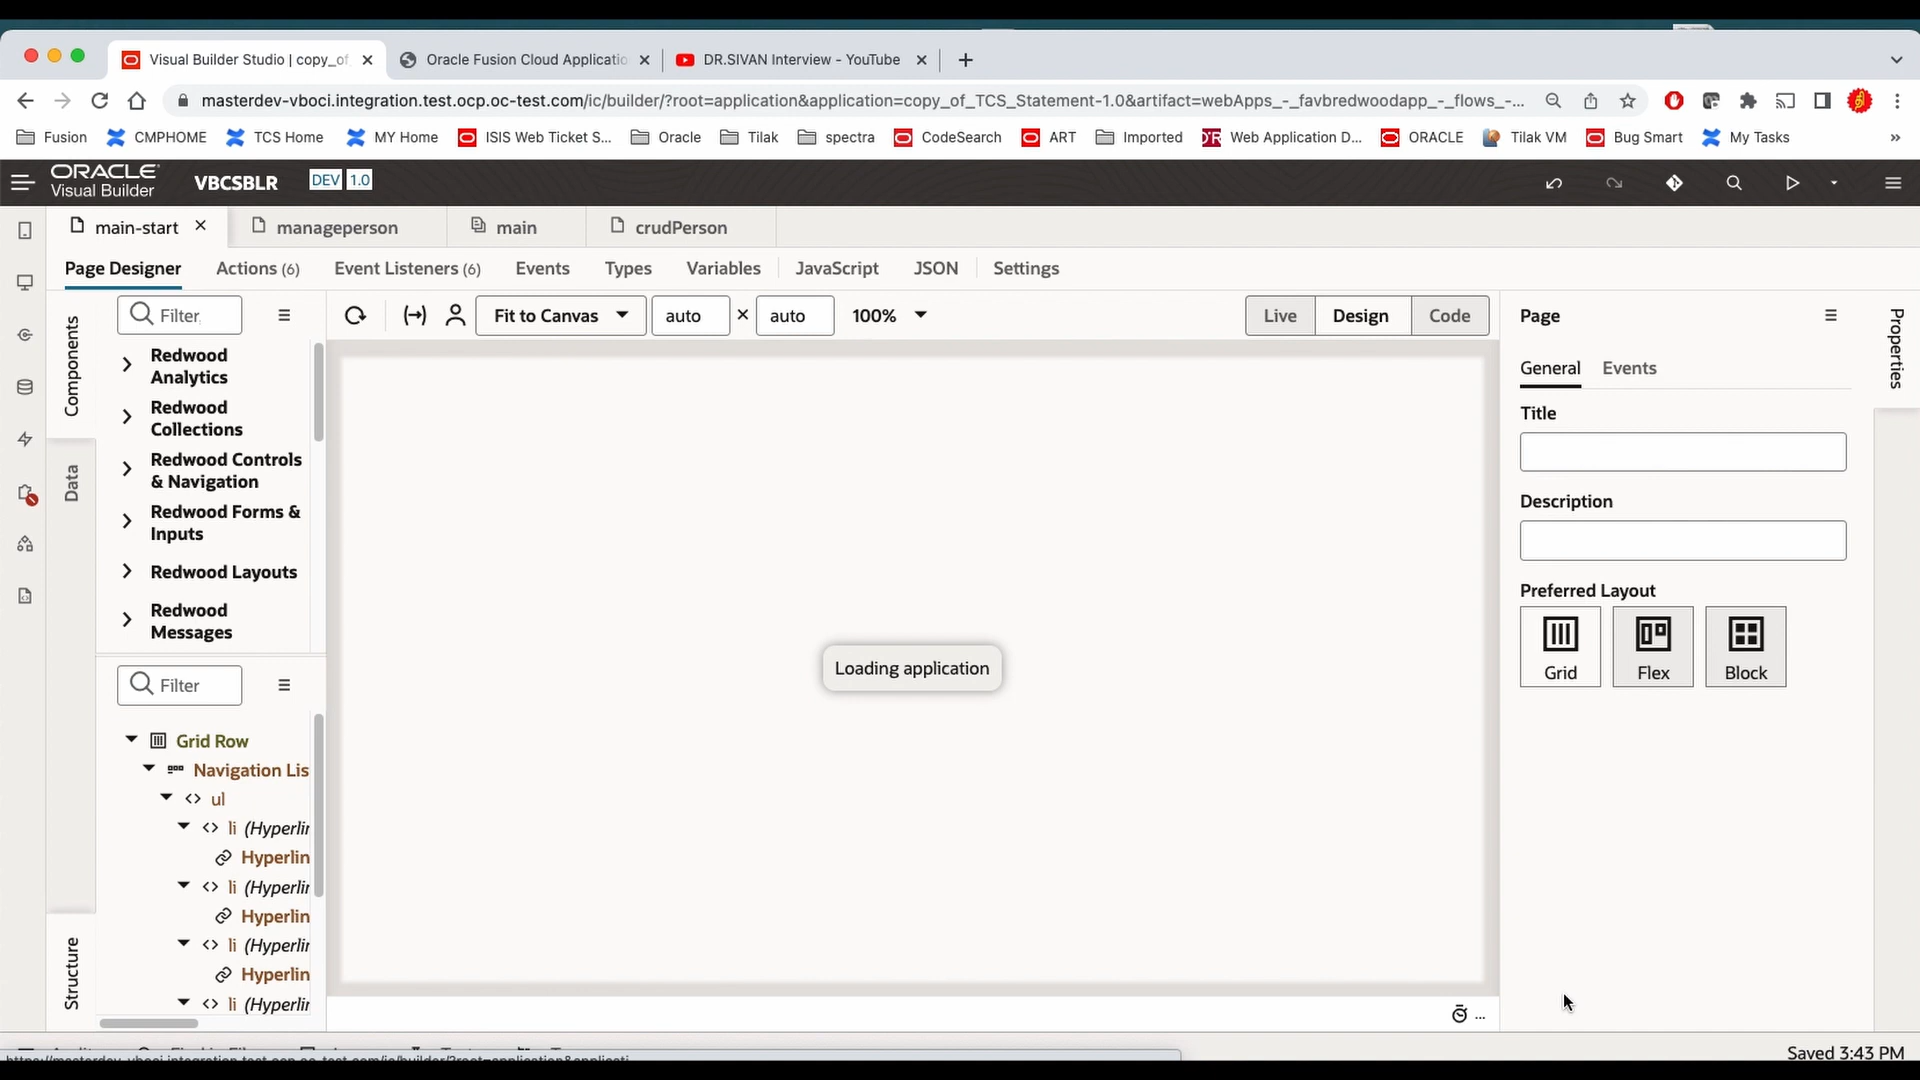 Visual Builder Studio | copy_of
Oracle Fusion Cloud Applicatio
DR.SIVAN Interview - YouTube
masterdev-vboci.integration.test.ocp.oc-test.com/ic/builder/?root=application&application=copy_of_TCS_Statement-1.0&artifact=webApps_-_favbredwoodapp_-_flows_-...
Fusion CMPHOME TCS Home MY Home ISIS Web Ticket S... Oracle Tilak spectra CodeSearch ART Imported Web Application D... ORACLE Tilak VM Bug Smart My Tasks »
ORACLE
Visual Builder
VBCSBLR
DEV 1.0
main-start manageperson main crudPerson
Page Designer Actions (6) Event Listeners (6) Events Types Variables JavaScript JSON Settings
Components
Data
Structure
Filter
Redwood
Analytics
Redwood
Collections
Redwood Controls
& Navigation
Redwood Forms &
Inputs
Redwood Layouts
Redwood
Messages
Filter
Grid Row
Navigation Lis
ul
li (Hyperlin
Hyperlin
li (Hyperlin
Hyperlin
li (Hyperlin
Hyperlin
li (Hyperlin
Fit to Canvas auto × auto 100%
Live Design Code
Loading application
...
Page
Properties
General Events
Title
Description
Preferred Layout
Grid Flex Block
Saved 3:43 PM